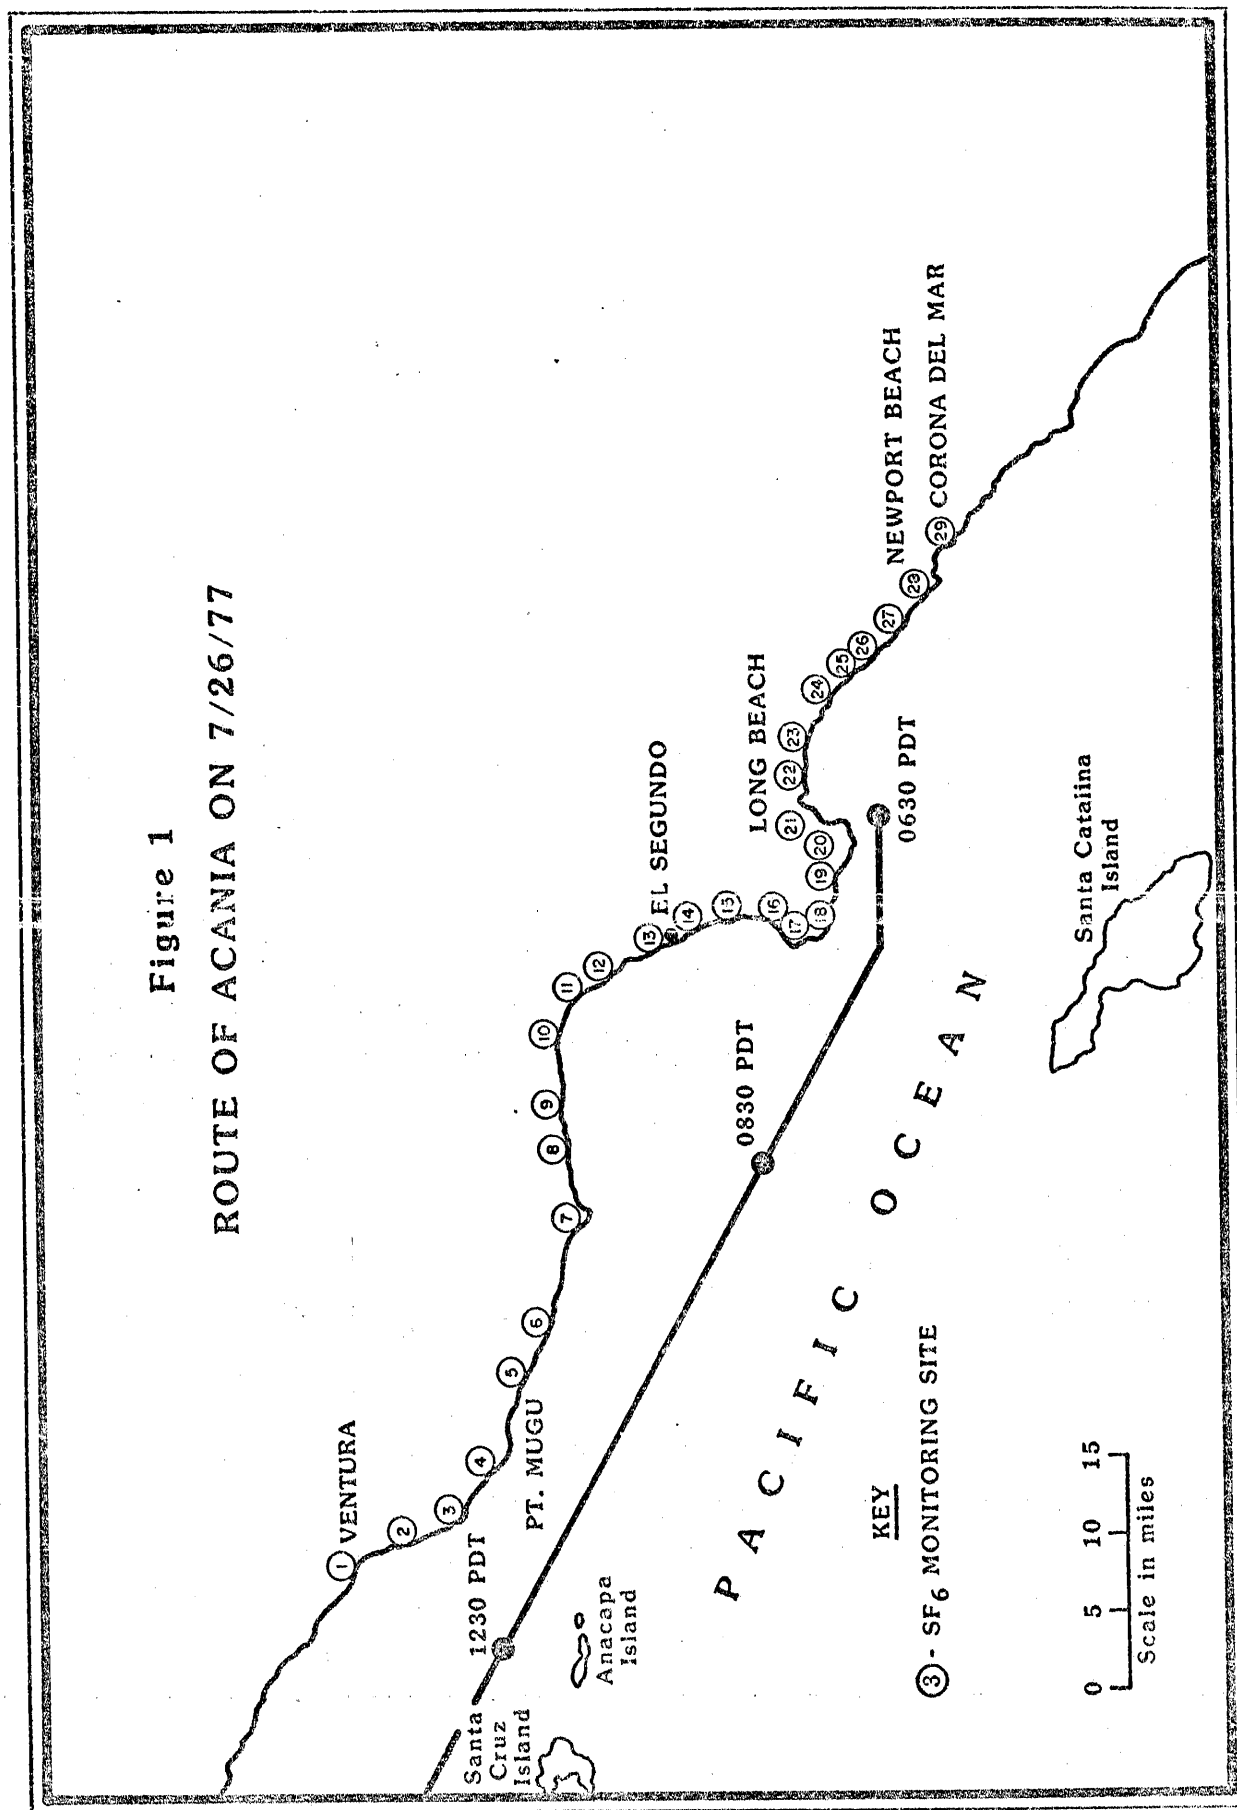 Figure 1
ROUTE OF ACANIA ON 7/26/77
1 VENTURA
2
3
4
PT. MUGU
5
6
7
8
9
10
11
12
13
EL SEGUNDO
14
15
16
17
18
19
20
21
LONG BEACH
22
23
24
25
26
27
28
NEWPORT BEACH
29 CORONA DEL MAR
1230 PDT
0830 PDT
0630 PDT
Santa
Cruz
Island
Anacapa
Island
Santa Catalina
Island
PACIFIC OCEAN
KEY
3 - SF6 MONITORING SITE
0 5 10 15
Scale in miles